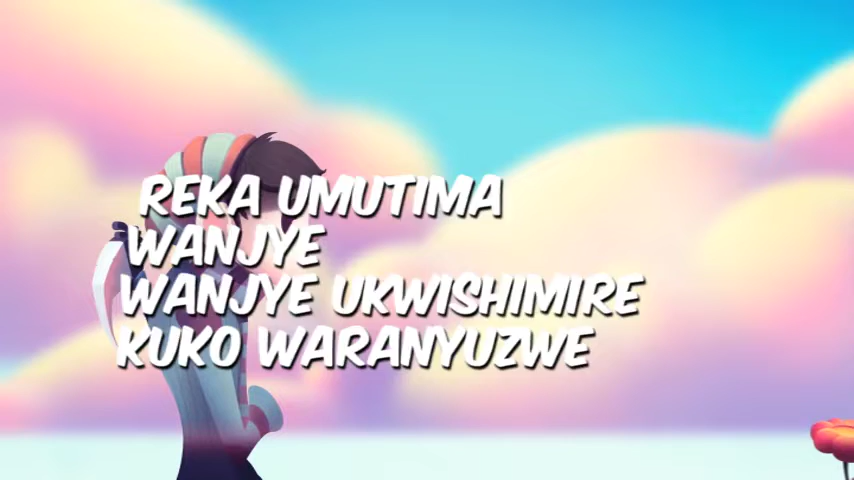 REKA UMUTIMA
WANJYE
WANJYE UKWISHIMIRE
KUKO WARANYUZWE